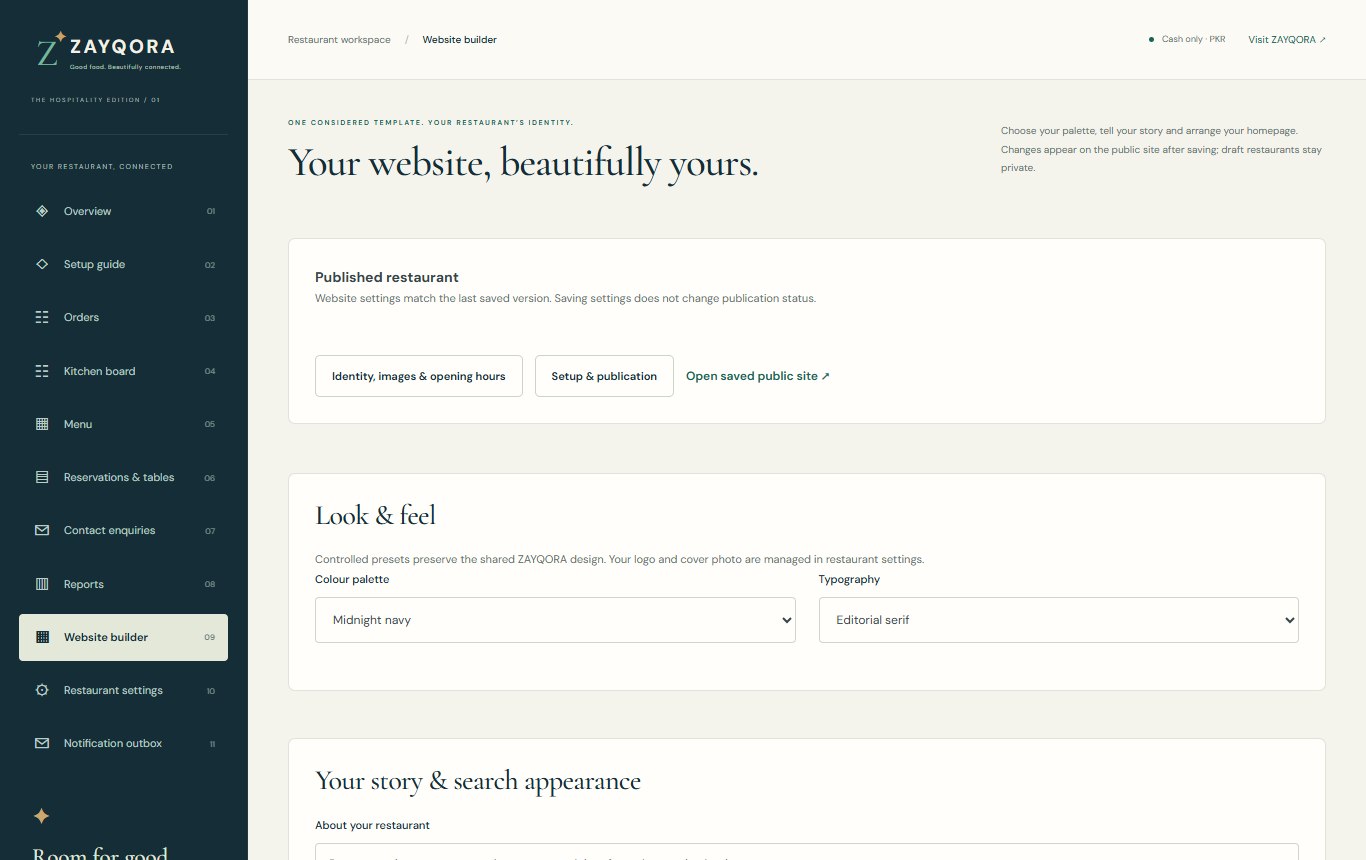 ZAYQORA
Good food. Beautifully connected.
THE HOSPITALITY EDITION / 01
YOUR RESTAURANT, CONNECTED
Overview 01
Setup guide 02
Orders 03
Kitchen board 04
Menu 05
Reservations & tables 06
Contact enquiries 07
Reports 08
Website builder 09
Restaurant settings 10
Notification outbox 11
Room for good
Restaurant workspace / Website builder
Cash only · PKR
Visit ZAYQORA ↗
ONE CONSIDERED TEMPLATE. YOUR RESTAURANT'S IDENTITY.
Your website, beautifully yours.
Choose your palette, tell your story and arrange your homepage.
Changes appear on the public site after saving; draft restaurants stay
private.
Published restaurant
Website settings match the last saved version. Saving settings does not change publication status.
Identity, images & opening hours
Setup & publication
Open saved public site ↗
Look & feel
Controlled presets preserve the shared ZAYQORA design. Your logo and cover photo are managed in restaurant settings.
Colour palette
Typography
Midnight navy
Editorial serif
Your story & search appearance
About your restaurant